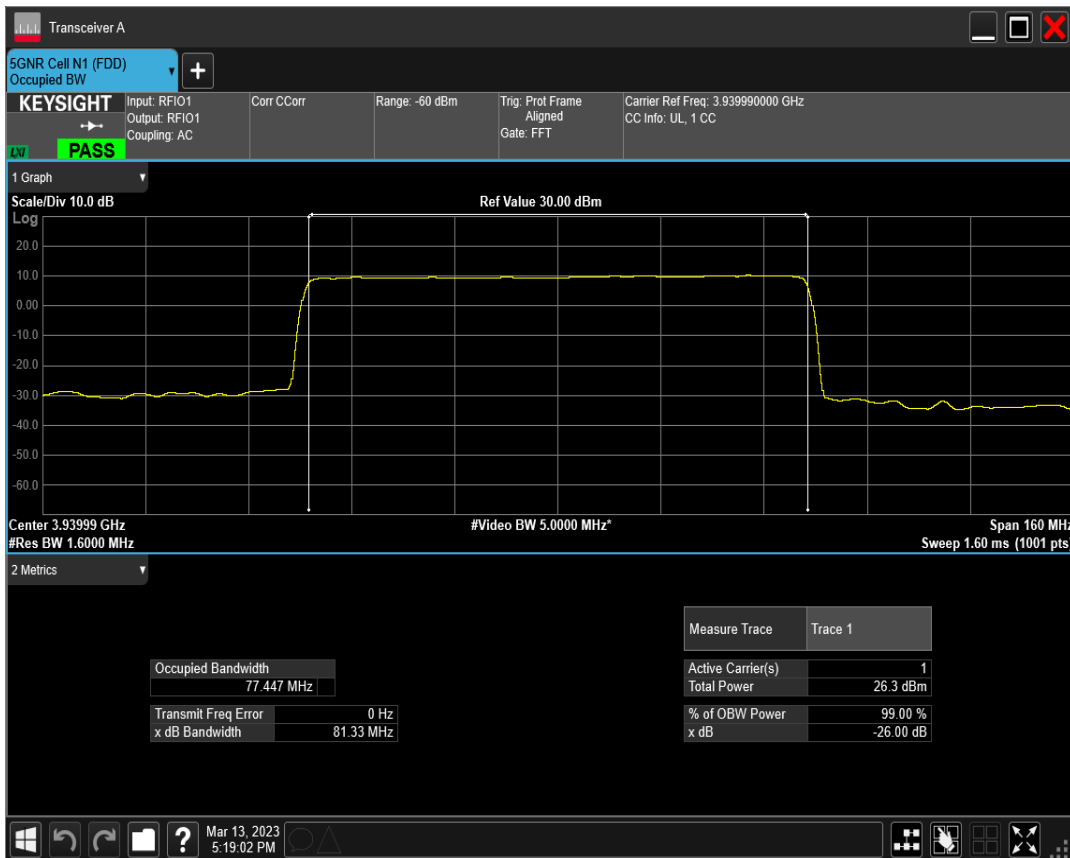 Transceiver A
5GNR Cell N1 (FDD)
Occupied BW
KEYSIGHT
LXI
PASS
Input: RFIO1
Output: RFIO1
Coupling: AC
Corr CCorr
Range: -60 dBm
Trig: Prot Frame
Aligned
Gate: FFT
Carrier Ref Freq: 3.939990000 GHz
CC Info: UL, 1 CC
1 Graph
Scale/Div 10.0 dB
Ref Value 30.00 dBm
Log
20.0
10.0
0.00
-10.0
-20.0
-30.0
-40.0
-50.0
-60.0
Center 3.93999 GHz
#Video BW 5.0000 MHz*
Span 160 MHz
#Res BW 1.6000 MHz
Sweep 1.60 ms (1001 pts)
2 Metrics
Measure Trace Trace 1
Occupied Bandwidth
77.447 MHz
Active Carrier(s) 1
Total Power 26.3 dBm
Transmit Freq Error 0 Hz
x dB Bandwidth 81.33 MHz
% of OBW Power 99.00 %
x dB -26.00 dB
?
Mar 13, 2023
5:19:02 PM